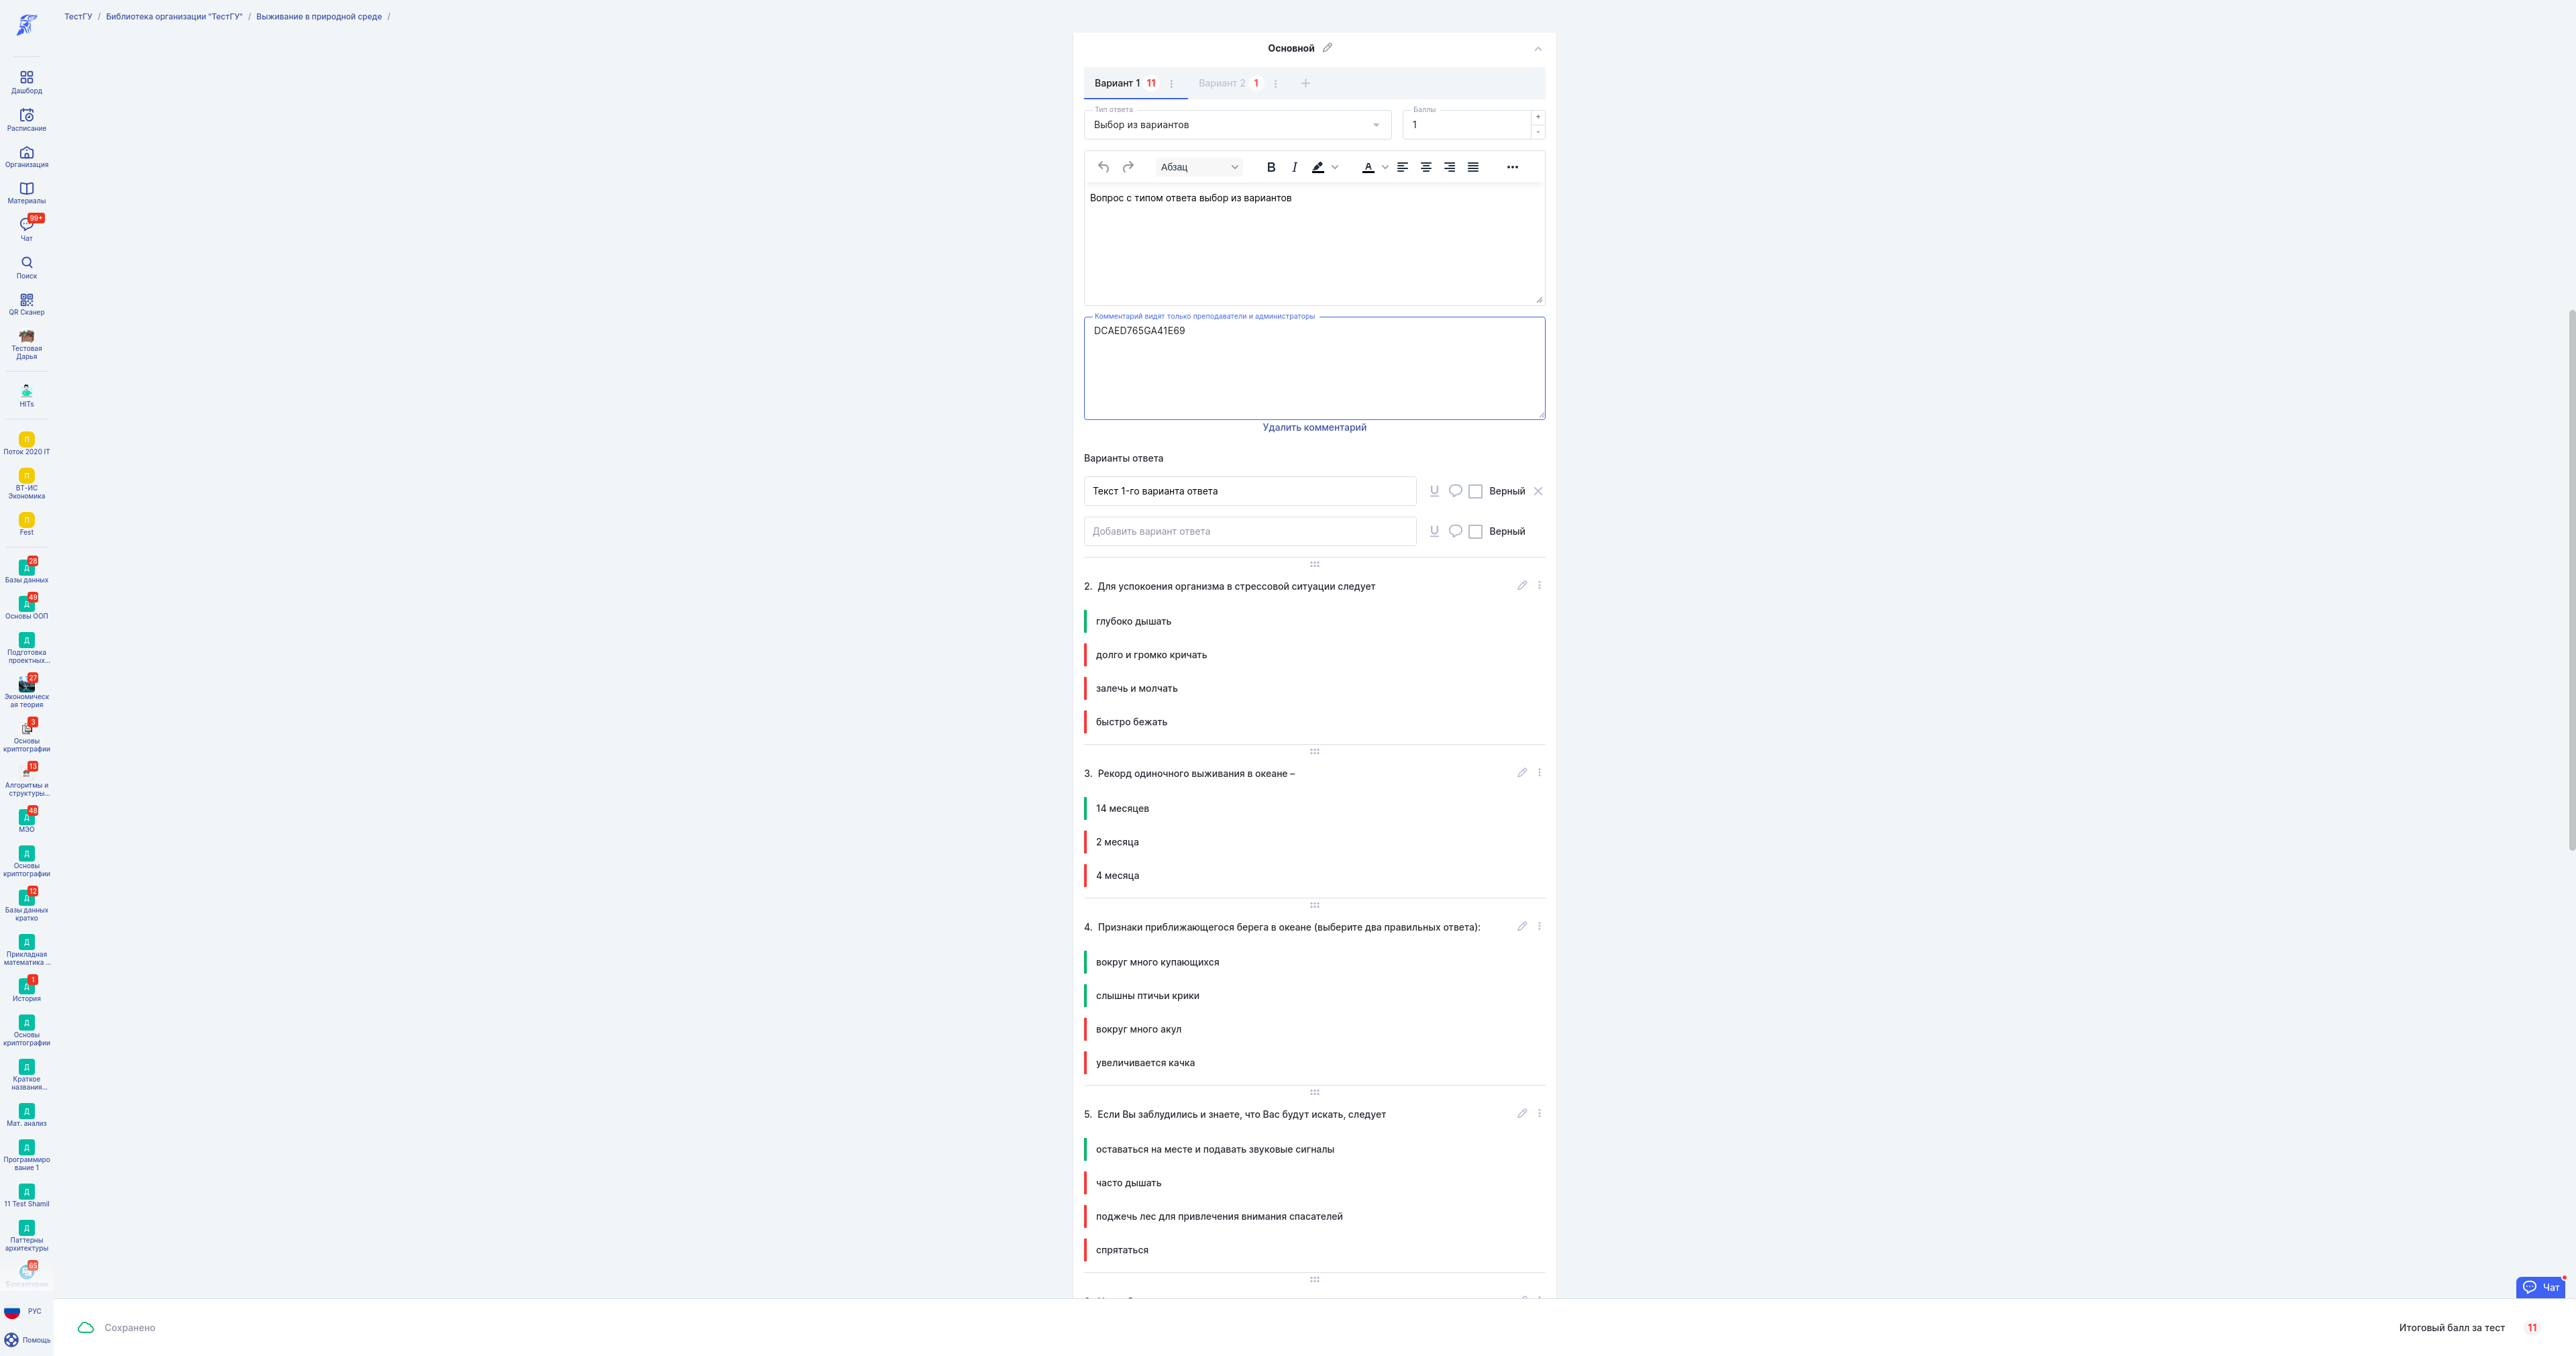 ТестГУ / Библиотека организации "ТестГУ" / Выживание в природной среде /
Дашборд
Расписание
Организация
Материалы
99+
Чат
Поиск
QR Сканер
Тестовая
Дарья
HITs
П
Поток 2020 IT
П
ВТ-ИС
Экономика
П
Fest
28
Д
Базы данных
49
Д
Основы ООП
Д
Подготовка
проектных...
27
Экономическ
ая теория
3
Основы
криптографии
13
Алгоритмы и
структуры...
48
Д
МЭО
Д
Основы
криптографии
12
Д
Базы данных
кратко
Д
Прикладная
математика ...
1
Д
История
Д
Основы
криптографии
Д
Краткое
названия...
Д
Мат. анализ
Д
Программиро
вание 1
Д
11 Test Shamil
Д
Паттерны
архитектуры
65
Бухгалтерия
РУС
Помощь
Основной
Вариант 1 11
Вариант 2 1
+
Тип ответа
Выбор из вариантов
Баллы
1
+
-
Абзац
B I A
Вопрос с типом ответа выбор из вариантов
Комментарий видят только преподаватели и администраторы
DCAED765GA41E69
Удалить комментарий
Варианты ответа
Текст 1-го варианта ответа
Верный
Добавить вариант ответа
Верный
2. Для успокоения организма в стрессовой ситуации следует
глубоко дышать
долго и громко кричать
залечь и молчать
быстро бежать
3. Рекорд одиночного выживания в океане –
14 месяцев
2 месяца
4 месяца
4. Признаки приближающегося берега в океане (выберите два правильных ответа):
вокруг много купающихся
слышны птичьи крики
вокруг много акул
увеличивается качка
5. Если Вы заблудились и знаете, что Вас будут искать, следует
оставаться на месте и подавать звуковые сигналы
часто дышать
поджечь лес для привлечения внимания спасателей
спрятаться
Чат
Сохранено
Итоговый балл за тест 11